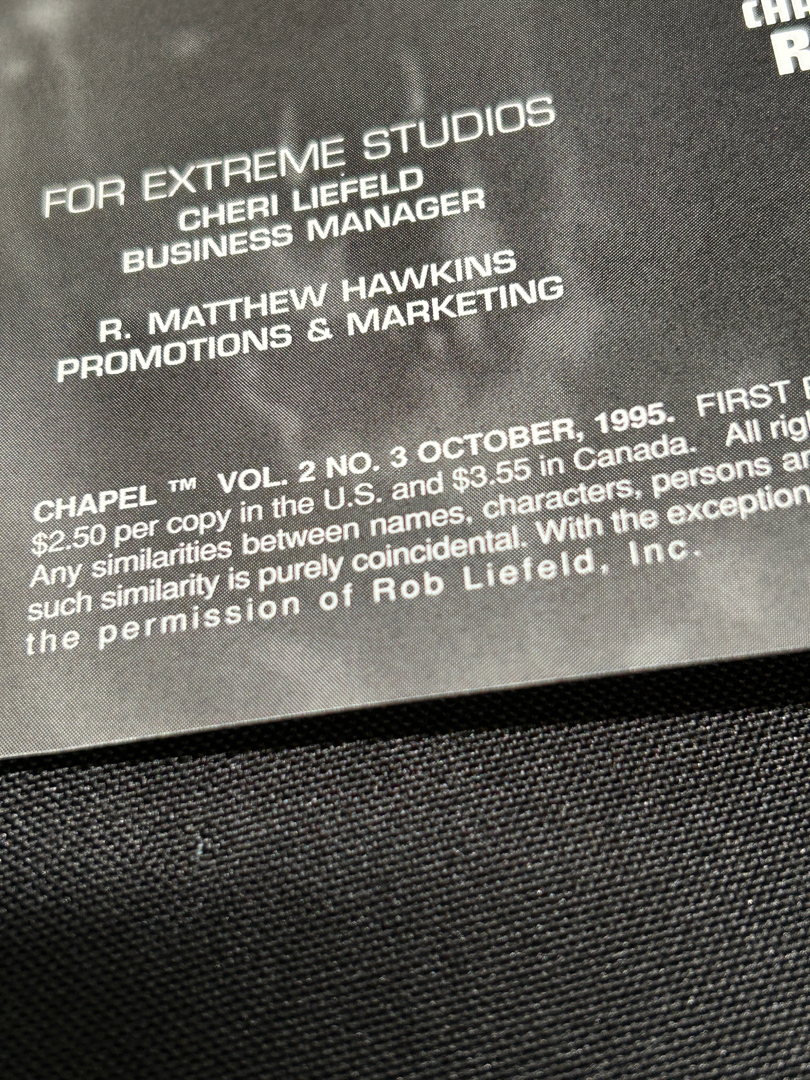 FOR EXTREME STUDIOS
CHERI LIEFELD
BUSINESS MANAGER
R. MATTHEW HAWKINS
PROMOTIONS & MARKETING
CHAPEL ™ VOL. 2 NO. 3 OCTOBER, 1995. FIRST
$2.50 per copy in the U.S. and $3.55 in Canada. All
Any similarities between names, characters, persons
such similarity is purely coincidental. With the exception
the permission of Rob Liefeld, Inc.